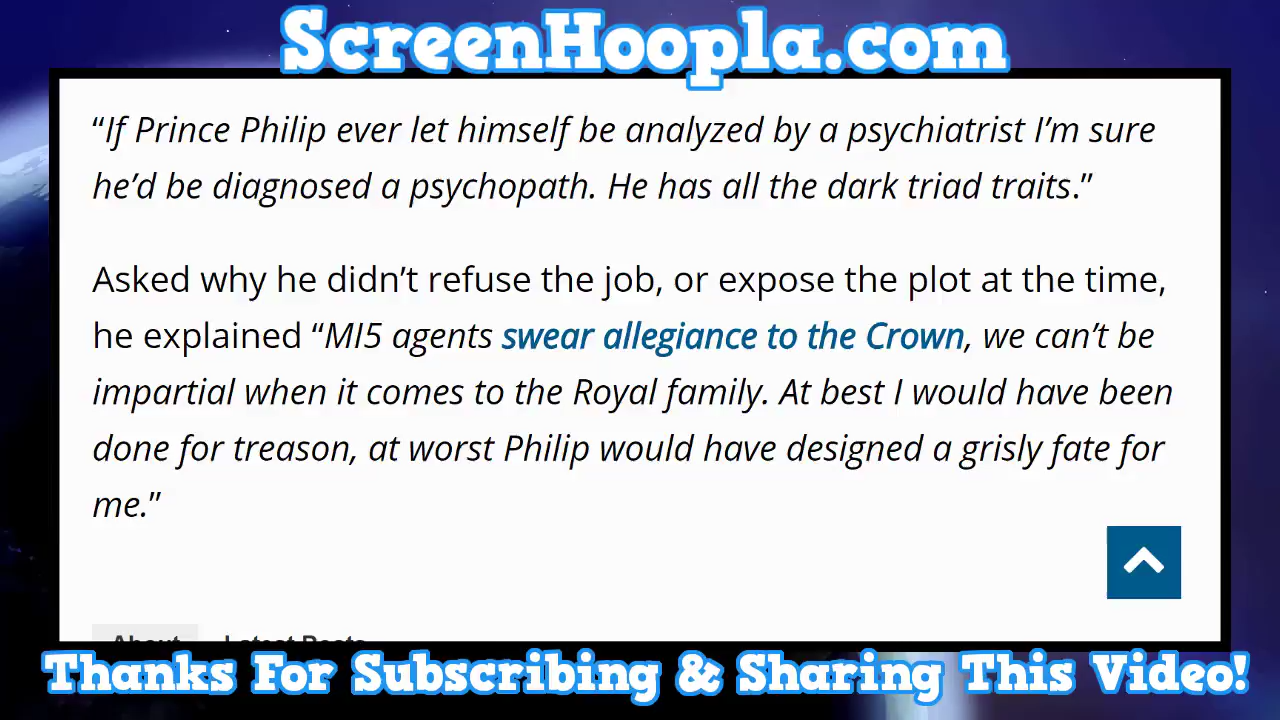 ScreenHoopla.com
“If Prince Philip ever let himself be analyzed by a psychiatrist I’m sure
he’d be diagnosed a psychopath. He has all the dark triad traits.”
Asked why he didn’t refuse the job, or expose the plot at the time,
he explained “MI5 agents swear allegiance to the Crown, we can’t be
impartial when it comes to the Royal family. At best I would have been
done for treason, at worst Philip would have designed a grisly fate for
me.”
About Latest Posts
Thanks For Subscribing & Sharing This Video!